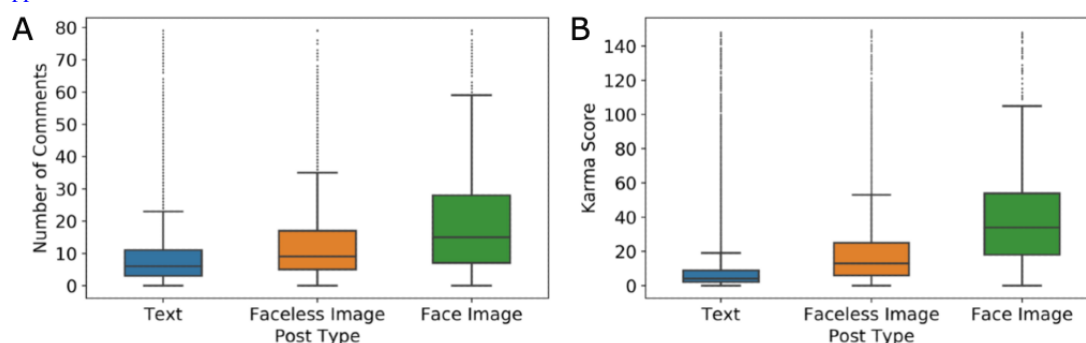 A
Number of Comments
80
70
60
50
40
30
20
10
0
Text
Faceless Image
Face Image
Post Type
B
Karma Score
140
120
100
80
60
40
20
0
Text
Faceless Image
Face Image
Post Type